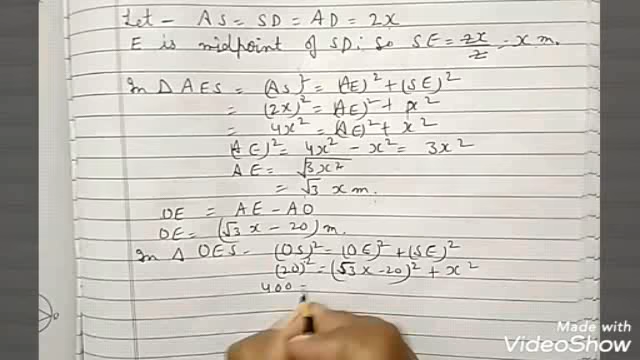 Let - AS = SD = AD = 2x
E is midpoint of SD; so SE = 2x/2 = x m.
In Δ AES = (AS)² = (AE)² + (SE)²
= (2x)² = (AE)² + x²
= 4x² = (AE)² + x²
(AE)² = 4x² - x² = 3x²
AE = √3x²
= √3 x m.
OE = AE - AO
OE = (√3 x - 20) m.
In Δ OES - (OS)² = (OE)² + (SE)²
(20)² = (√3 x - 20)² + x²
400 =
Made with
VideoShow